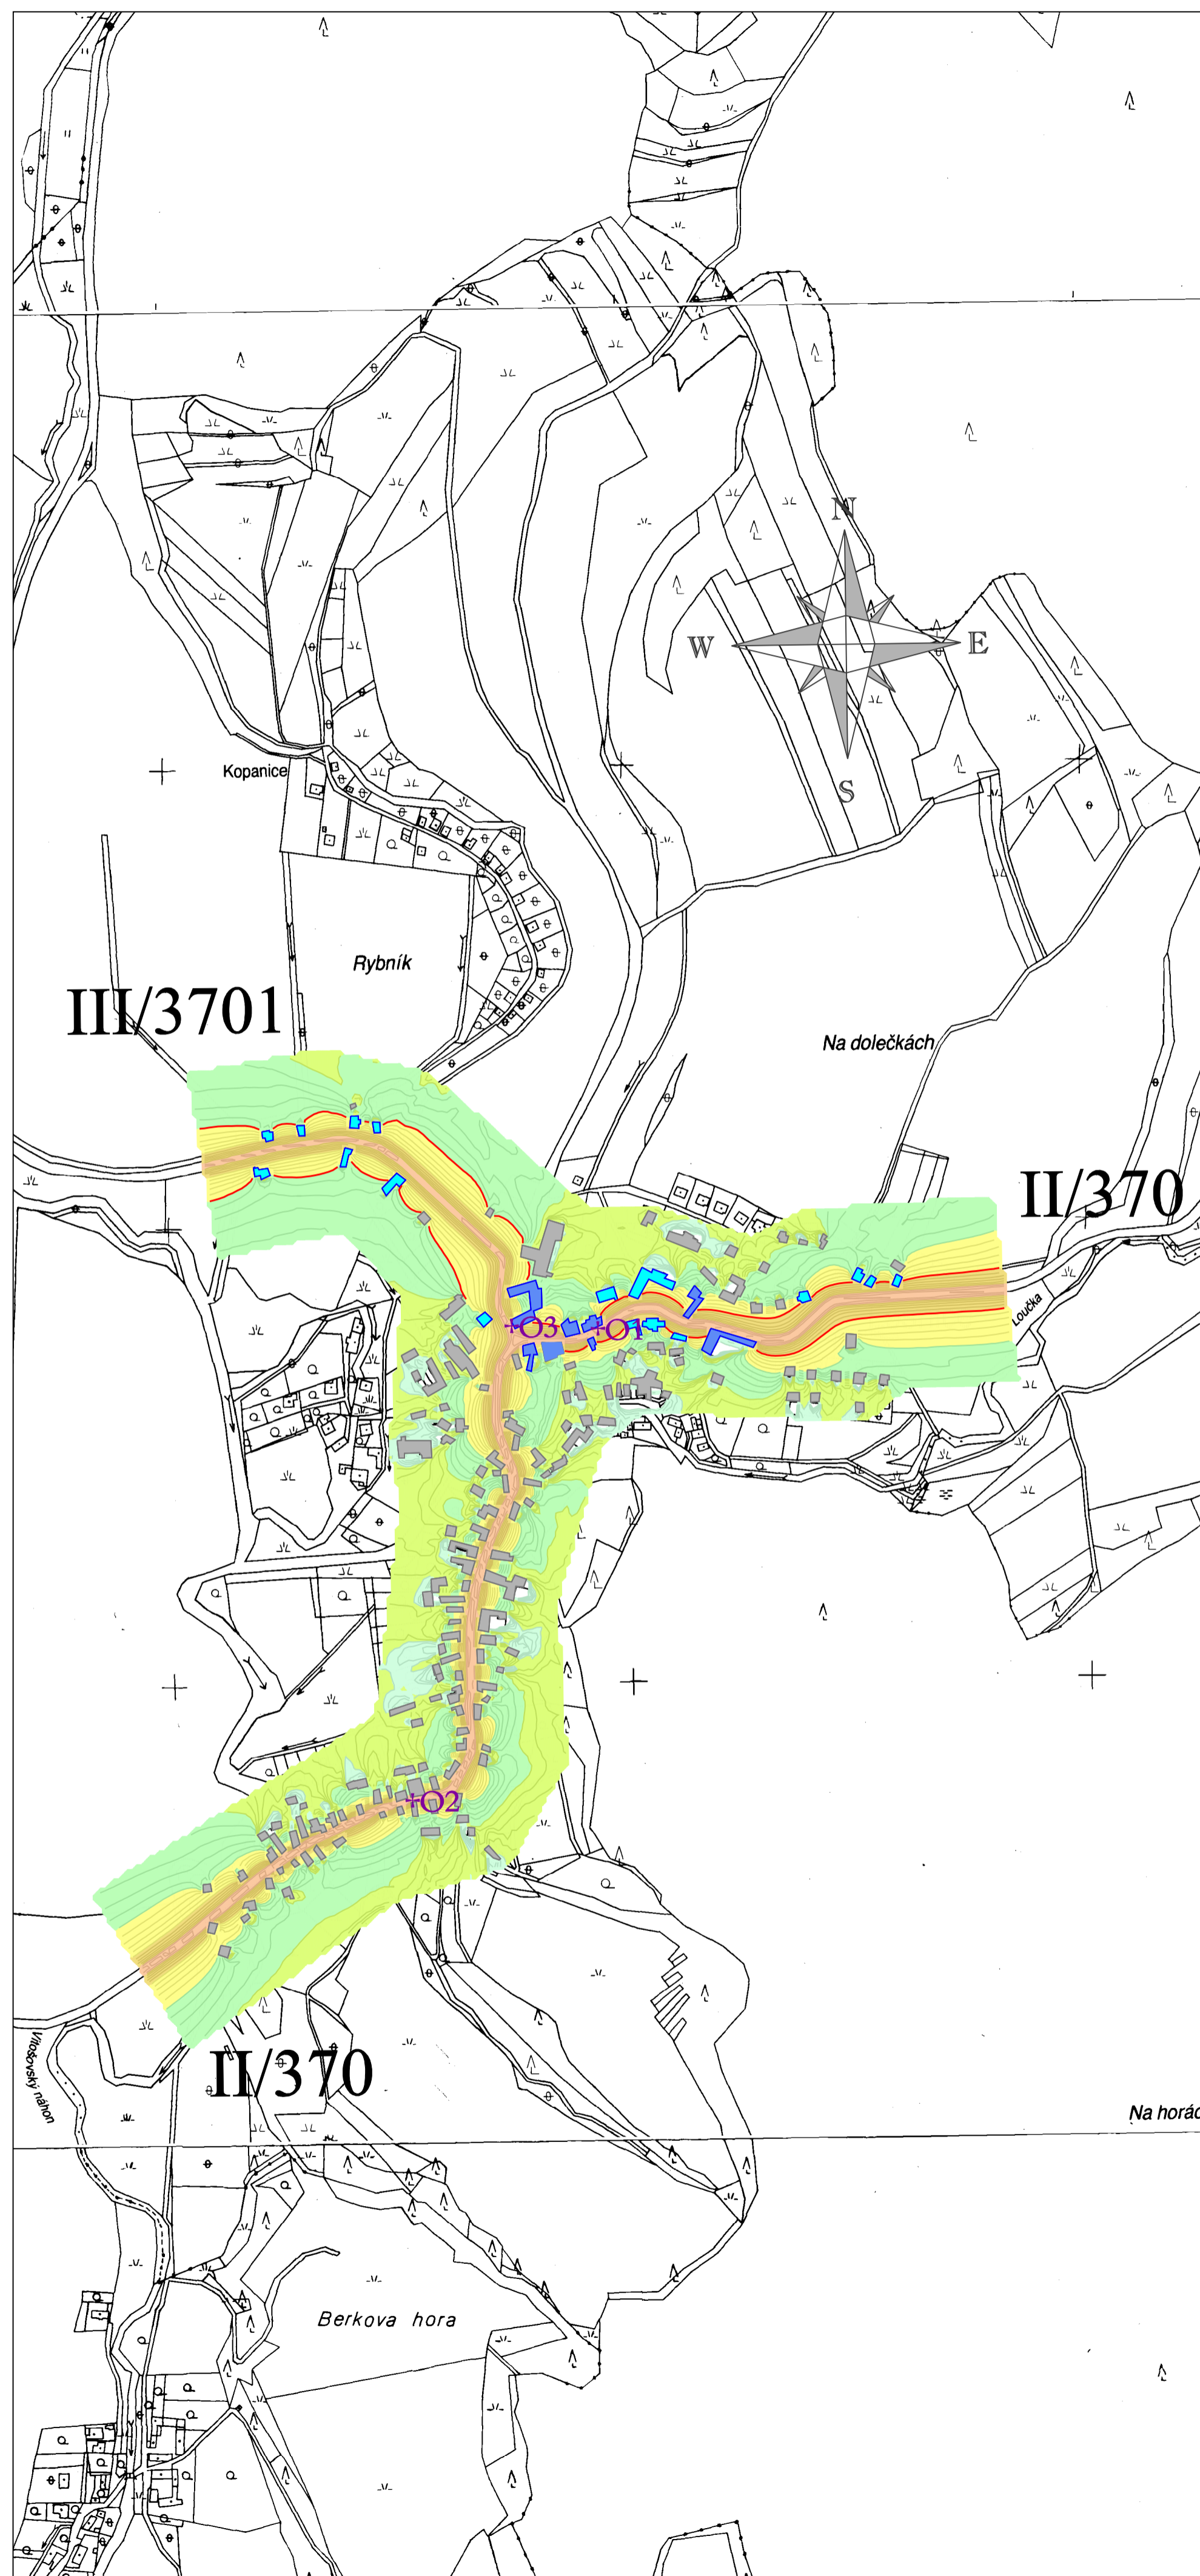 N
W
E
S
Kopanice
Rybník
III/3701
Na dolečkách
II/370
Loučka
O3
O1
O2
II/370
Vitošovský náhon
Na horác
Berkova hora